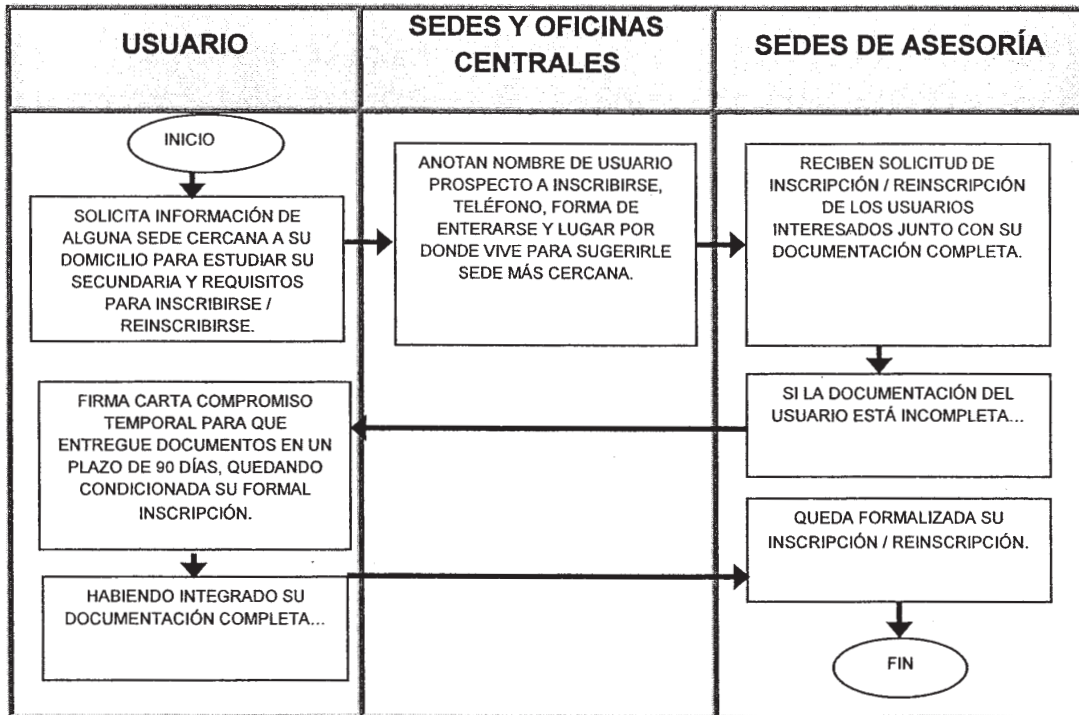 USUARIO
SEDES Y OFICINAS
CENTRALES
SEDES DE ASESORÍA
INICIO
SOLICITA INFORMACIÓN DE
ALGUNA SEDE CERCANA A SU
DOMICILIO PARA ESTUDIAR SU
SECUNDARIA Y REQUISITOS
PARA INSCRIBIRSE /
REINSCRIBIRSE.
ANOTAN NOMBRE DE USUARIO
PROSPECTO A INSCRIBIRSE,
TELÉFONO, FORMA DE
ENTERARSE Y LUGAR POR
DONDE VIVE PARA SUGERIRLE
SEDE MÁS CERCANA.
RECIBEN SOLICITUD DE
INSCRIPCIÓN / REINSCRIPCIÓN
DE LOS USUARIOS
INTERESADOS JUNTO CON SU
DOCUMENTACIÓN COMPLETA.
SI LA DOCUMENTACIÓN DEL
USUARIO ESTÁ INCOMPLETA...
FIRMA CARTA COMPROMISO
TEMPORAL PARA QUE
ENTREGUE DOCUMENTOS EN UN
PLAZO DE 90 DÍAS, QUEDANDO
CONDICIONADA SU FORMAL
INSCRIPCIÓN.
HABIENDO INTEGRADO SU
DOCUMENTACIÓN COMPLETA...
QUEDA FORMALIZADA SU
INSCRIPCIÓN / REINSCRIPCIÓN.
FIN